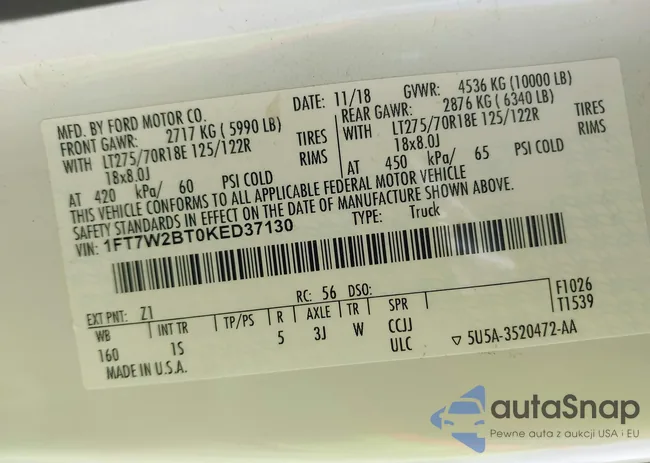 MFD. BY FORD MOTOR CO.
DATE: 11/18 GVWR: 4536 KG (10000 LB)
FRONT GAWR: 2717 KG ( 5990 LB) REAR GAWR: 2876 KG ( 6340 LB)
WITH LT275/70R18E 125/122R TIRES LT275/70R18E 125/122R TIRES
18x8.0J RIMS 18x8.0J RIMS
AT 420 kPa/ 60 PSI COLD AT 450 kPa/ 65 PSI COLD
THIS VEHICLE CONFORMS TO ALL APPLICABLE FEDERAL MOTOR VEHICLE
SAFETY STANDARDS IN EFFECT ON THE DATE OF MANUFACTURE SHOWN ABOVE.
VIN: 1FT7W2BT0KED37130 TYPE: Truck
EXT PNT: Z1 RC: 56 DSO: F1026
WB INT TR TP/PS R AXLE TR SPR T1539
160 1S 5 3J W CCJJ
MADE IN U.S.A. ULC ▽ 5U5A-3520472-AA
autaSnap
Pewne auta z aukcji USA i EU